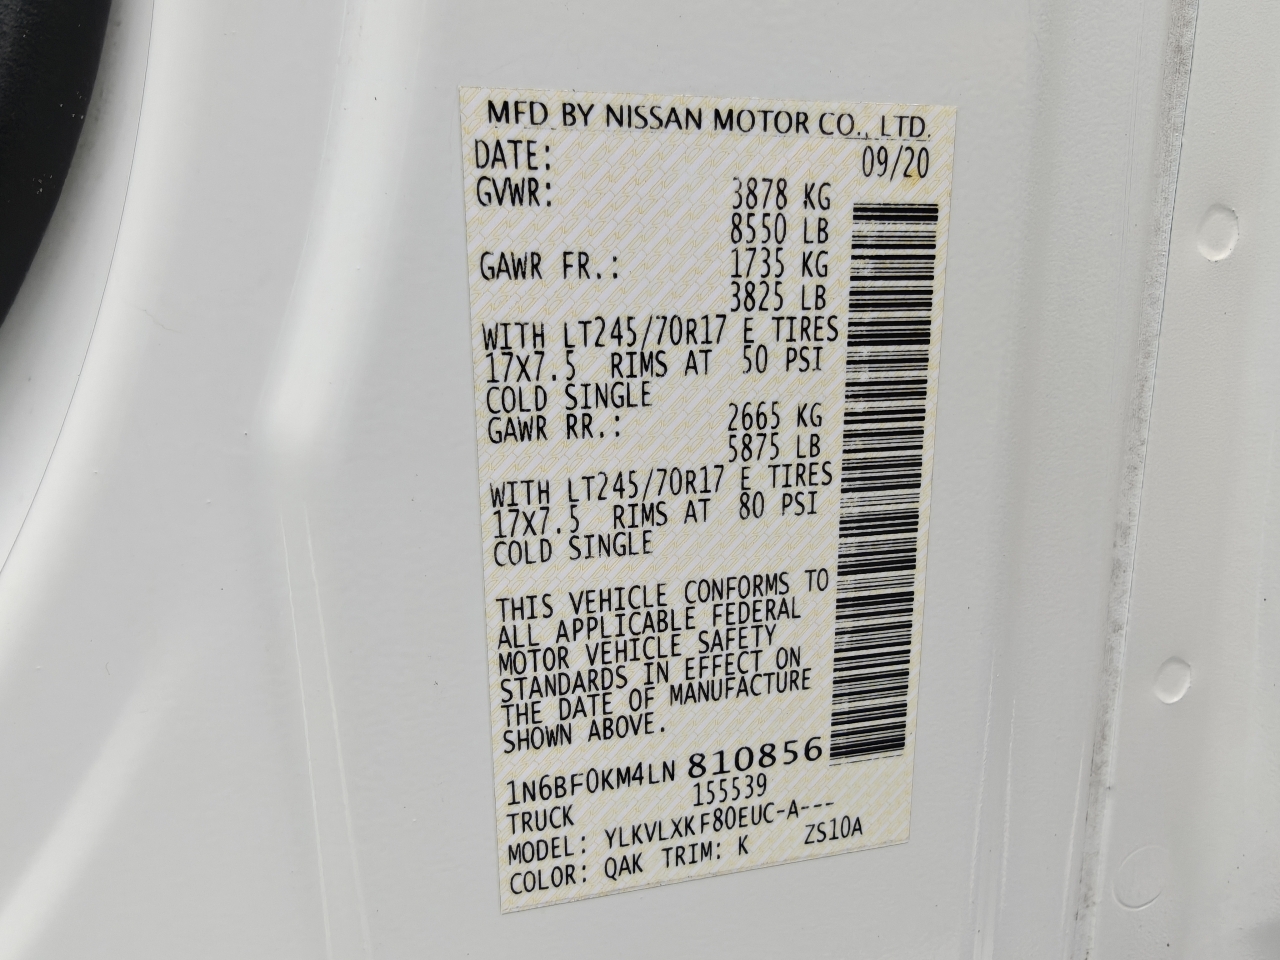 MFD BY NISSAN MOTOR CO., LTD.
DATE: 09/20
GVWR: 3878 KG
8550 LB
GAWR FR.: 1735 KG
3825 LB
WITH LT245/70R17 E TIRES
17X7.5 RIMS AT 50 PSI
COLD SINGLE
GAWR RR.: 2665 KG
5875 LB
WITH LT245/70R17 E TIRES
17X7.5 RIMS AT 80 PSI
COLD SINGLE
THIS VEHICLE CONFORMS TO
ALL APPLICABLE FEDERAL
MOTOR VEHICLE SAFETY
STANDARDS IN EFFECT ON
THE DATE OF MANUFACTURE
SHOWN ABOVE.
1N6BF0KM4LN 810856
TRUCK 155539
MODEL: YLKVLXKF80EUC-A---
COLOR: QAK TRIM: K ZS10A